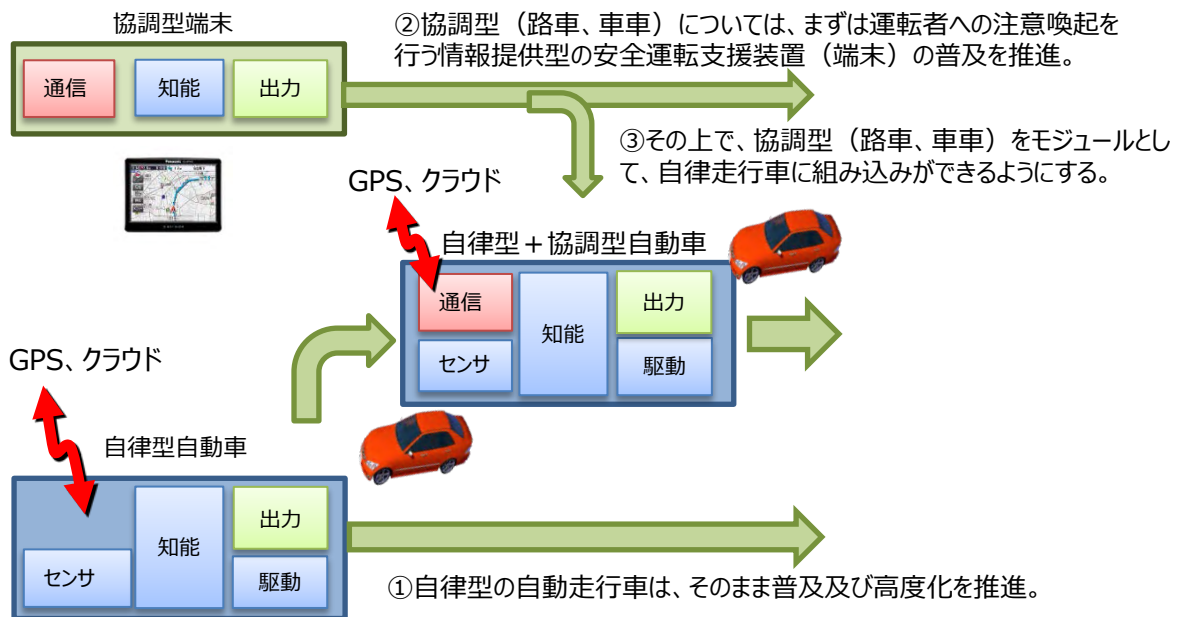 協調型端末
通信
知能
出力
②協調型（路車、車車）については、まずは運転者への注意喚起を
行う情報提供型の安全運転支援装置（端末）の普及を推進。
③その上で、協調型（路車、車車）をモジュールとし
て、自律走行車に組み込みができるようにする。
GPS、クラウド
自律型＋協調型自動車
通信
センサ
知能
出力
駆動
GPS、クラウド
自律型自動車
センサ
知能
出力
駆動
①自律型の自動走行車は、そのまま普及及び高度化を推進。